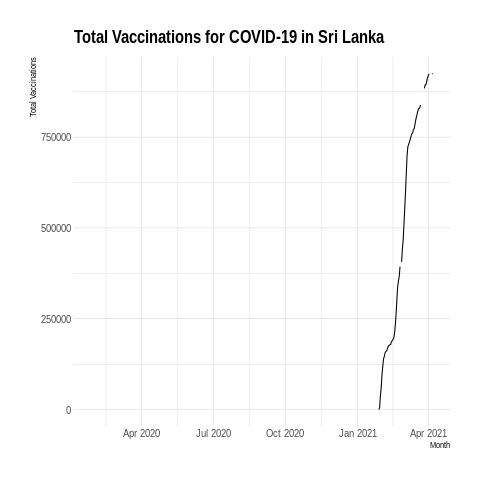 Total Vaccinations for COVID-19 in Sri Lanka
Total Vaccinations
750000
500000
250000
0
Apr 2020 Jul 2020 Oct 2020 Jan 2021 Apr 2021
Month